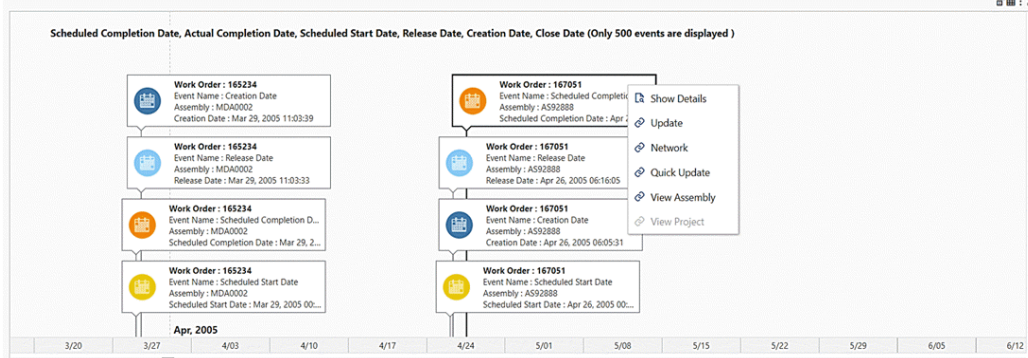 Scheduled Completion Date, Actual Completion Date, Scheduled Start Date, Release Date, Creation Date, Close Date (Only 500 events are displayed )
Work Order : 165234
Event Name : Creation Date
Assembly : MDA0002
Creation Date : Mar 29, 2005 11:03:39
Work Order : 165234
Event Name : Release Date
Assembly : MDA0002
Release Date : Mar 29, 2005 11:03:33
Work Order : 165234
Event Name : Scheduled Completion D...
Assembly : MDA0002
Scheduled Completion Date : Mar 29, 2...
Work Order : 165234
Event Name : Scheduled Start Date
Assembly : MDA0002
Scheduled Start Date : Mar 29, 2005 00:...
Work Order : 167051
Event Name : Scheduled Completi
Assembly : AS92888
Scheduled Completion Date : Apr
Work Order : 167051
Event Name : Release Date
Assembly : AS92888
Release Date : Apr 26, 2005 06:16:05
Work Order : 167051
Event Name : Creation Date
Assembly : AS92888
Creation Date : Apr 26, 2005 06:05:31
Work Order : 167051
Event Name : Scheduled Start Date
Assembly : AS92888
Scheduled Start Date : Apr 26, 2005 00:...
Show Details
Update
Network
Quick Update
View Assembly
View Project
Apr, 2005
3/20 3/27 4/03 4/10 4/17 4/24 5/01 5/08 5/15 5/22 5/29 6/05 6/12